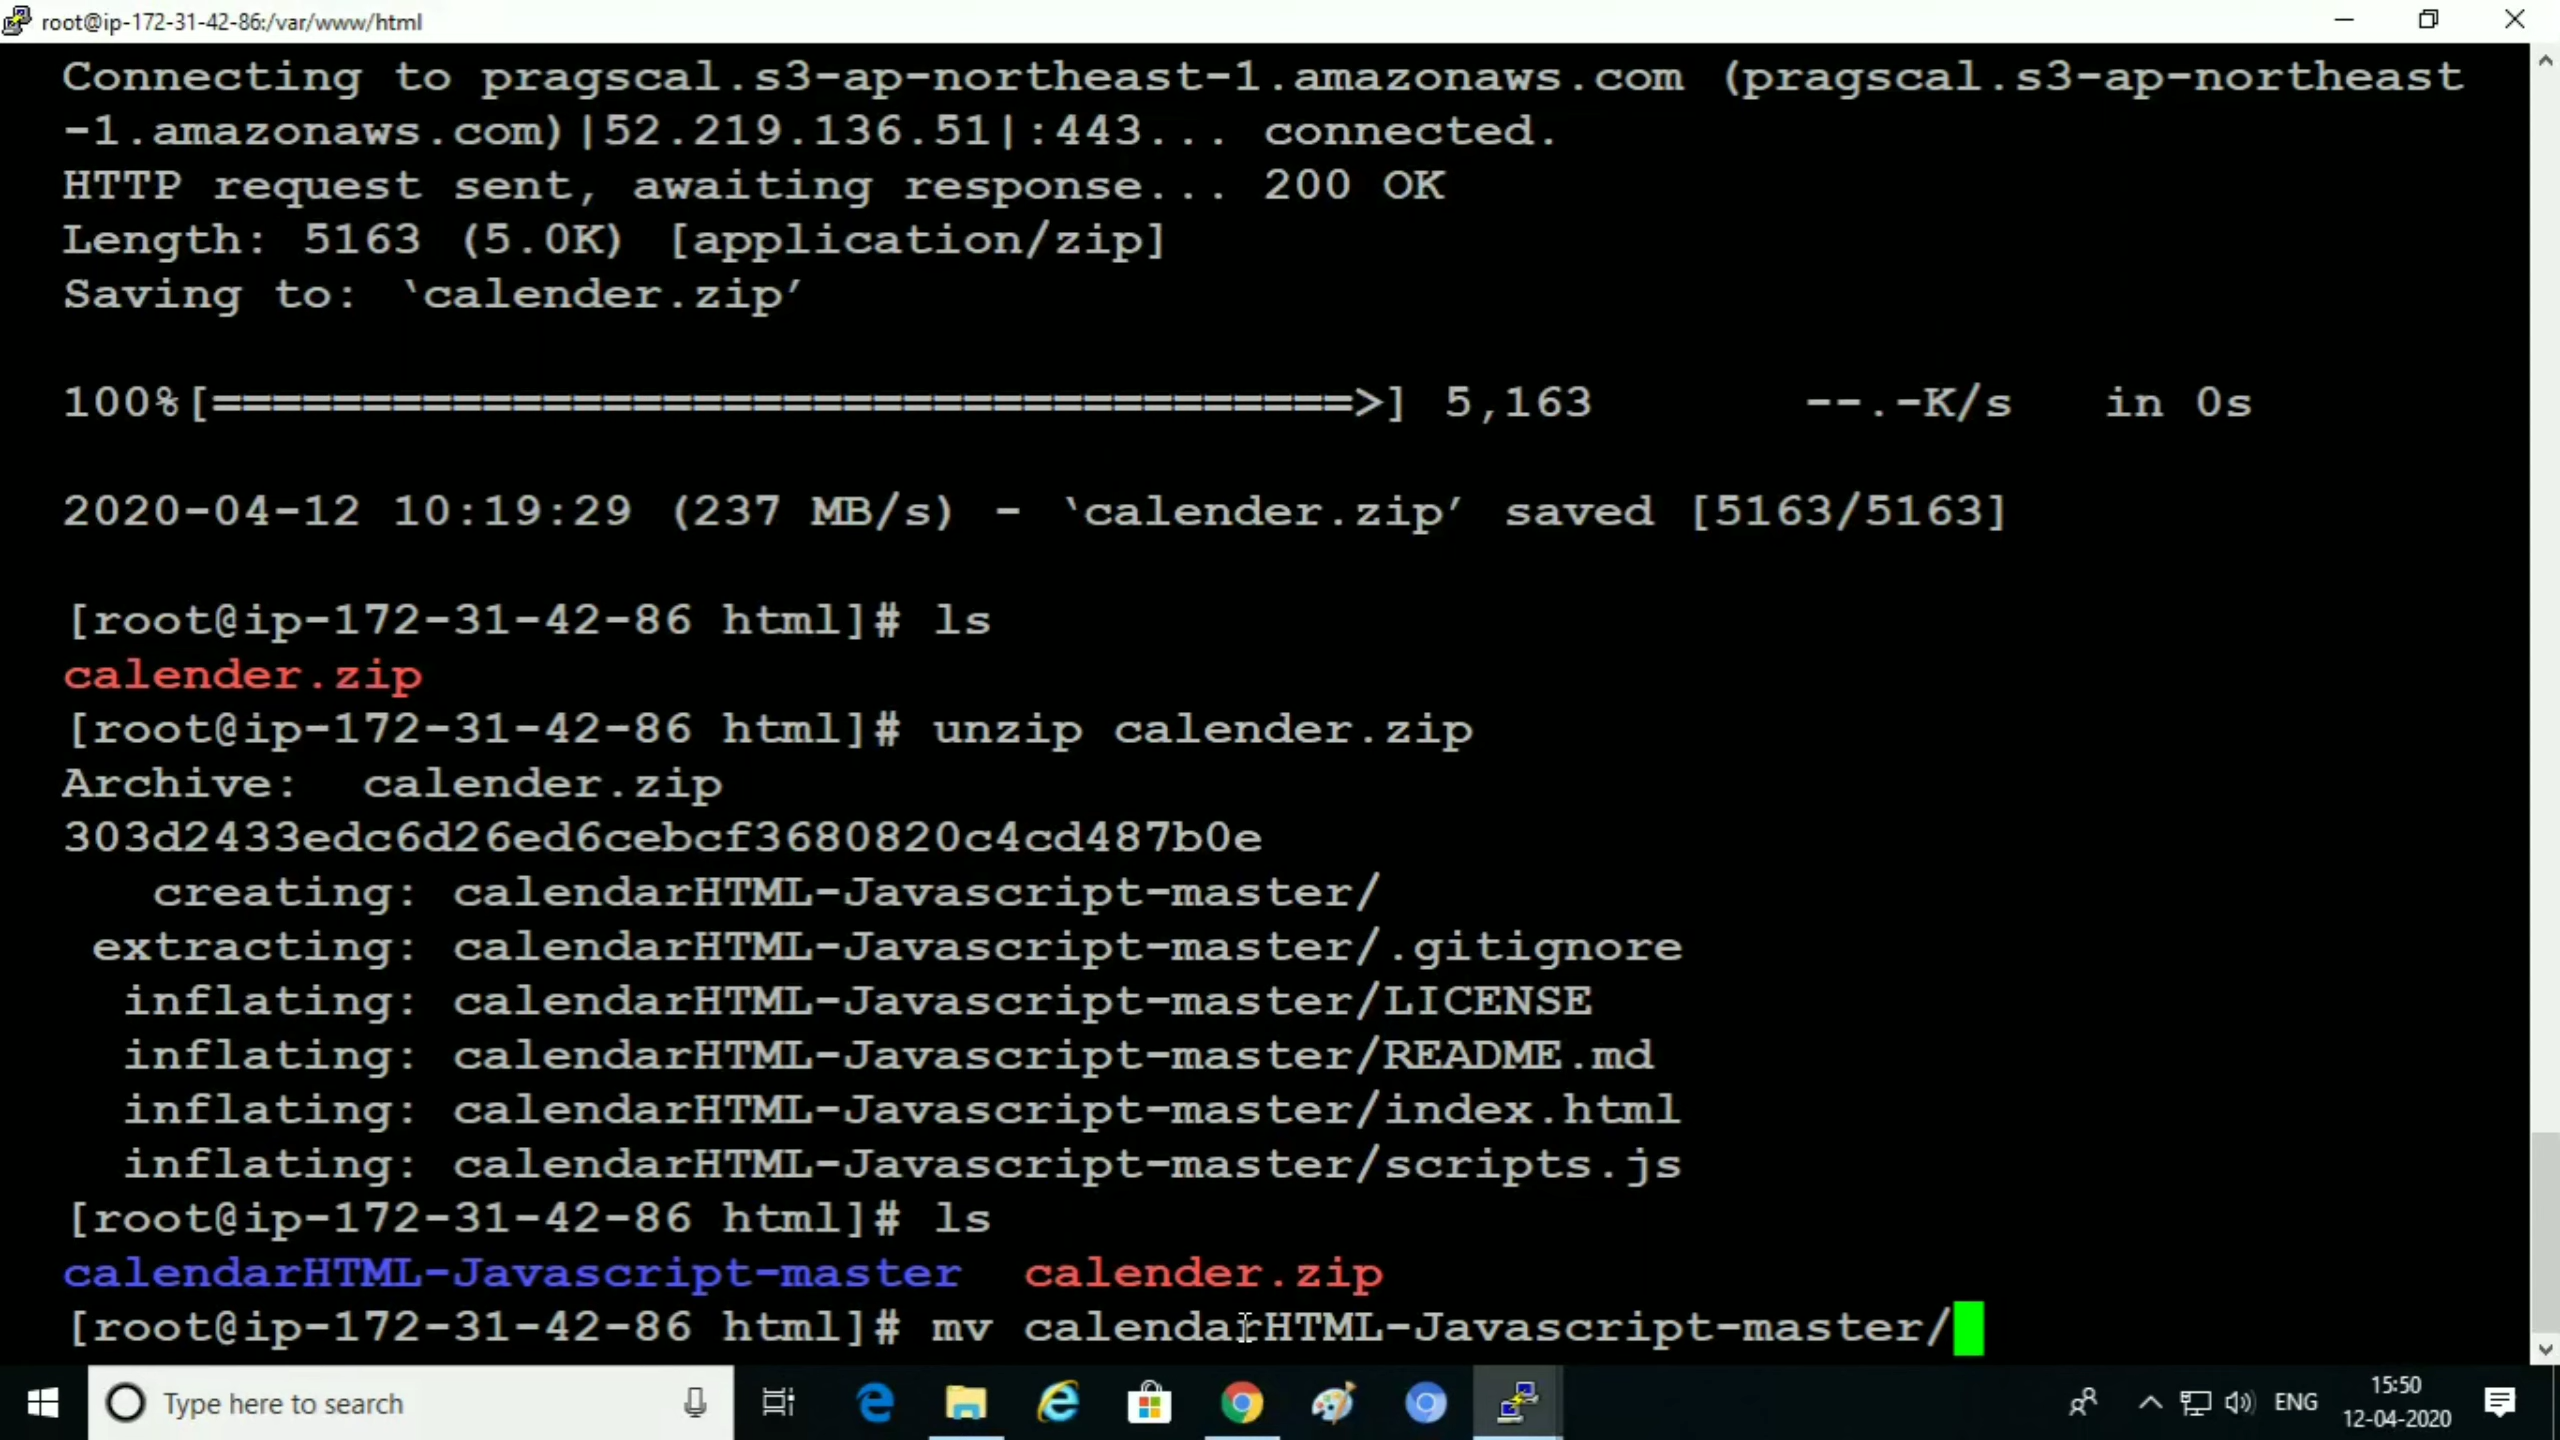 root@ip-172-31-42-86:/var/www/html
Connecting to pragscal.s3-ap-northeast-1.amazonaws.com (pragscal.s3-ap-northeast
-1.amazonaws.com)|52.219.136.51|:443... connected.
HTTP request sent, awaiting response... 200 OK
Length: 5163 (5.0K) [application/zip]
Saving to: ‘calender.zip’
100%[======================================>] 5,163       --.-K/s   in 0s
2020-04-12 10:19:29 (237 MB/s) - ‘calender.zip’ saved [5163/5163]
[root@ip-172-31-42-86 html]# ls
calender.zip
[root@ip-172-31-42-86 html]# unzip calender.zip
Archive:  calender.zip
303d2433edc6d26ed6cebcf3680820c4cd487b0e
   creating: calendarHTML-Javascript-master/
 extracting: calendarHTML-Javascript-master/.gitignore
  inflating: calendarHTML-Javascript-master/LICENSE
  inflating: calendarHTML-Javascript-master/README.md
  inflating: calendarHTML-Javascript-master/index.html
  inflating: calendarHTML-Javascript-master/scripts.js
[root@ip-172-31-42-86 html]# ls
calendarHTML-Javascript-master  calender.zip
[root@ip-172-31-42-86 html]# mv calendarHTML-Javascript-master/
Type here to search
ENG
15:50
12-04-2020